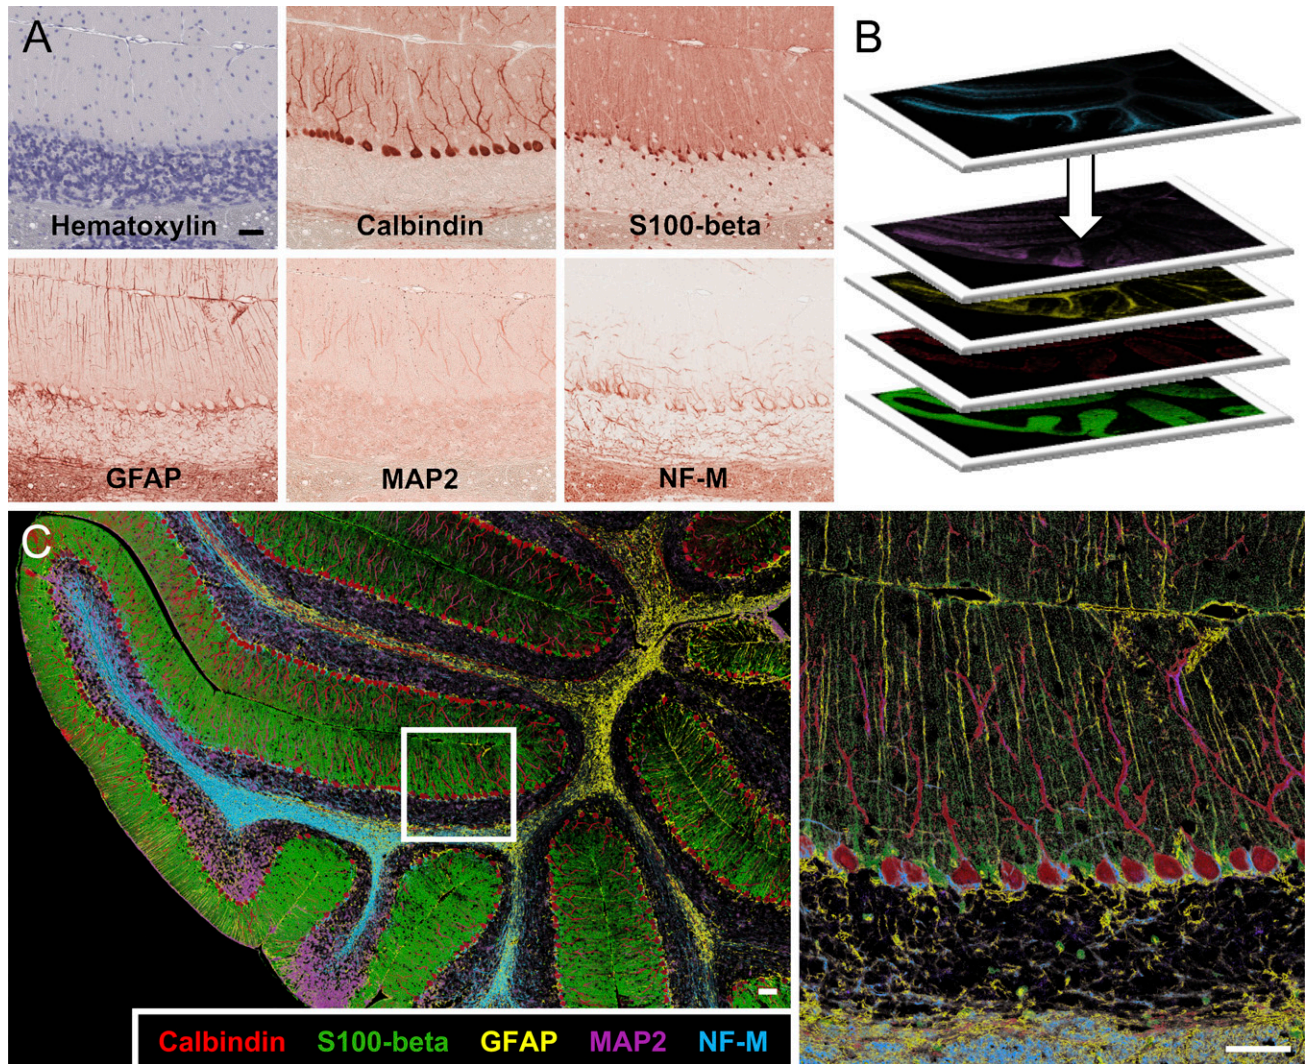 A
B
Hematoxylin
Calbindin
S100-beta
GFAP
MAP2
NF-M
C
Calbindin S100-beta GFAP MAP2 NF-M